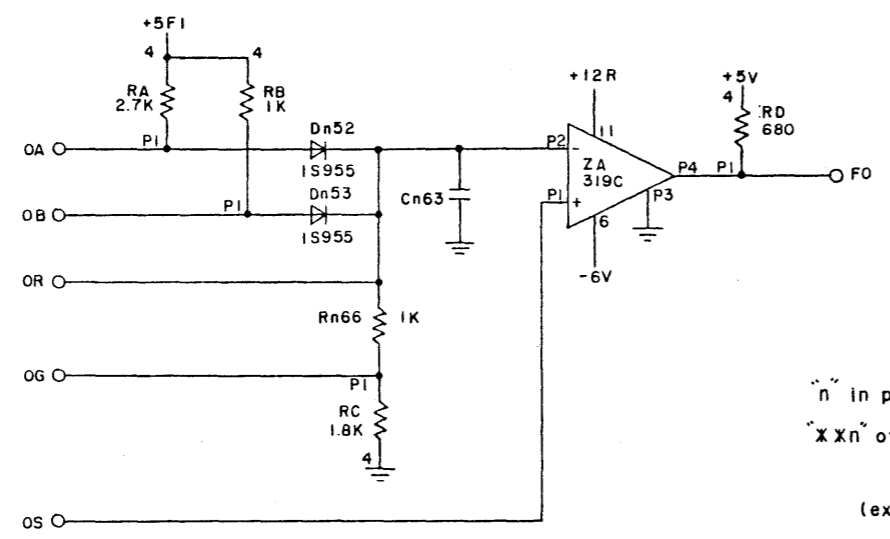 +5F1
4 4
RA
2.7K
RB
1K
+12R
+5V
4
RD
680
OA
P1
Dn52
1S955
P2
-
11
ZA
319C
P4
P1
FO
OB
P1
Dn53
1S955
Cn63
P1
+
6
P3
-6V
OR
Rn66
1K
OG
P1
RC
1.8K
4
OS
"n" in p
"※※n" of
(ex